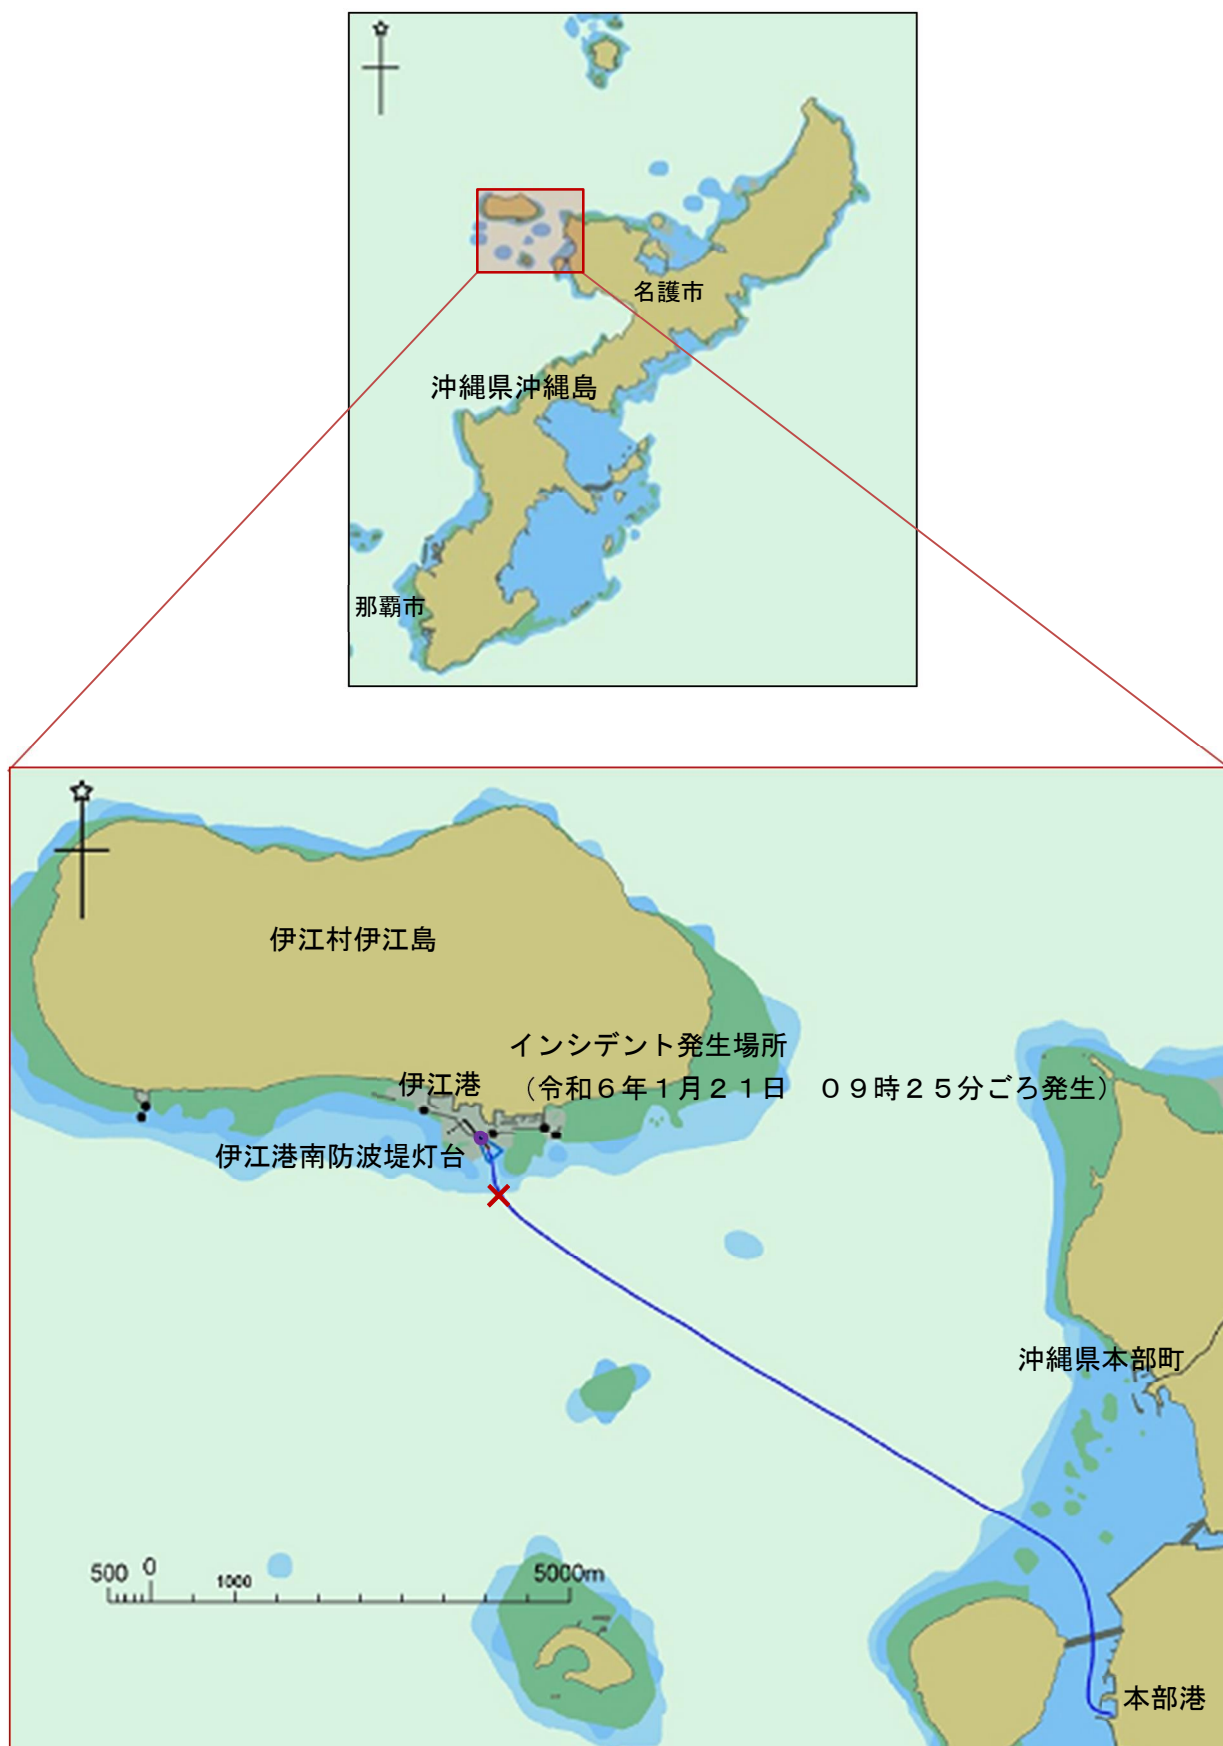 名護市
沖縄県沖縄島
那覇市
伊江村伊江島
インシデント発生場所
伊江港
（令和６年１月２１日　０９時２５分ごろ発生）
伊江港南防波堤灯台
沖縄県本部町
500 0 1000 5000m
本部港